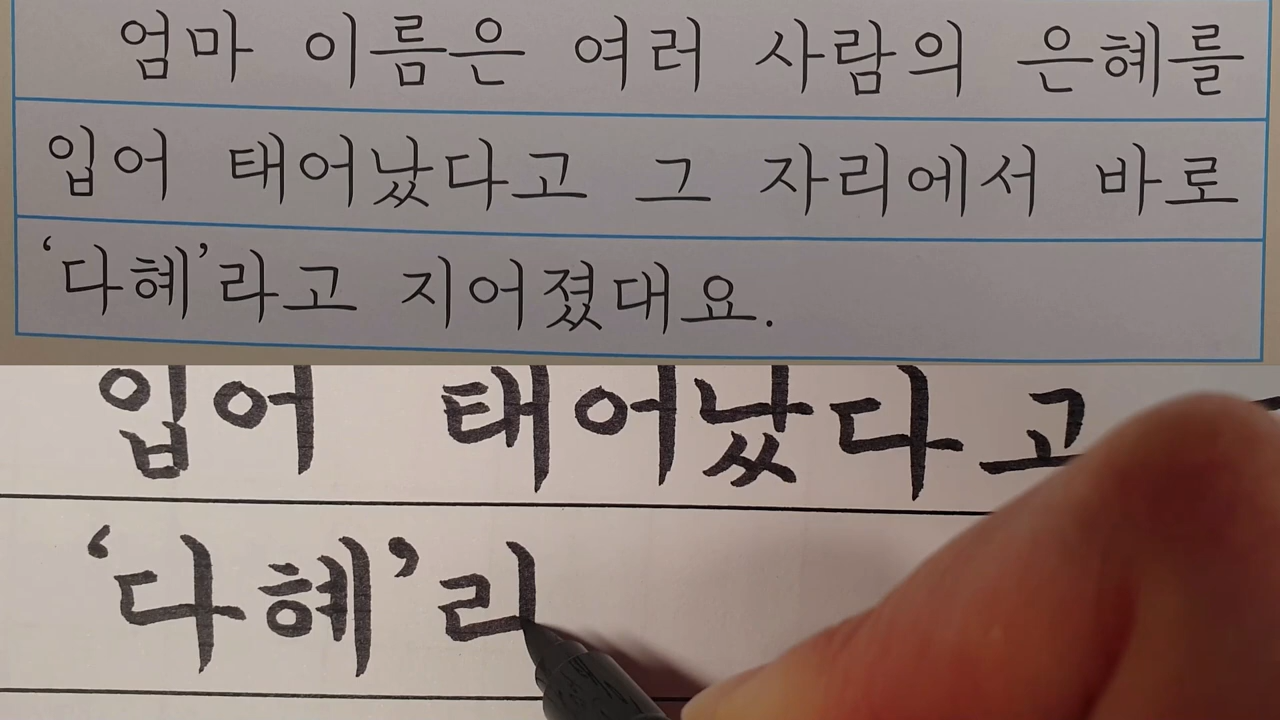 엄마 이름은 여러 사람의 은혜를
입어 태어났다고 그 자리에서 바로
‘다혜’라고 지어졌대요.
입어 태어났다고
‘다혜’리